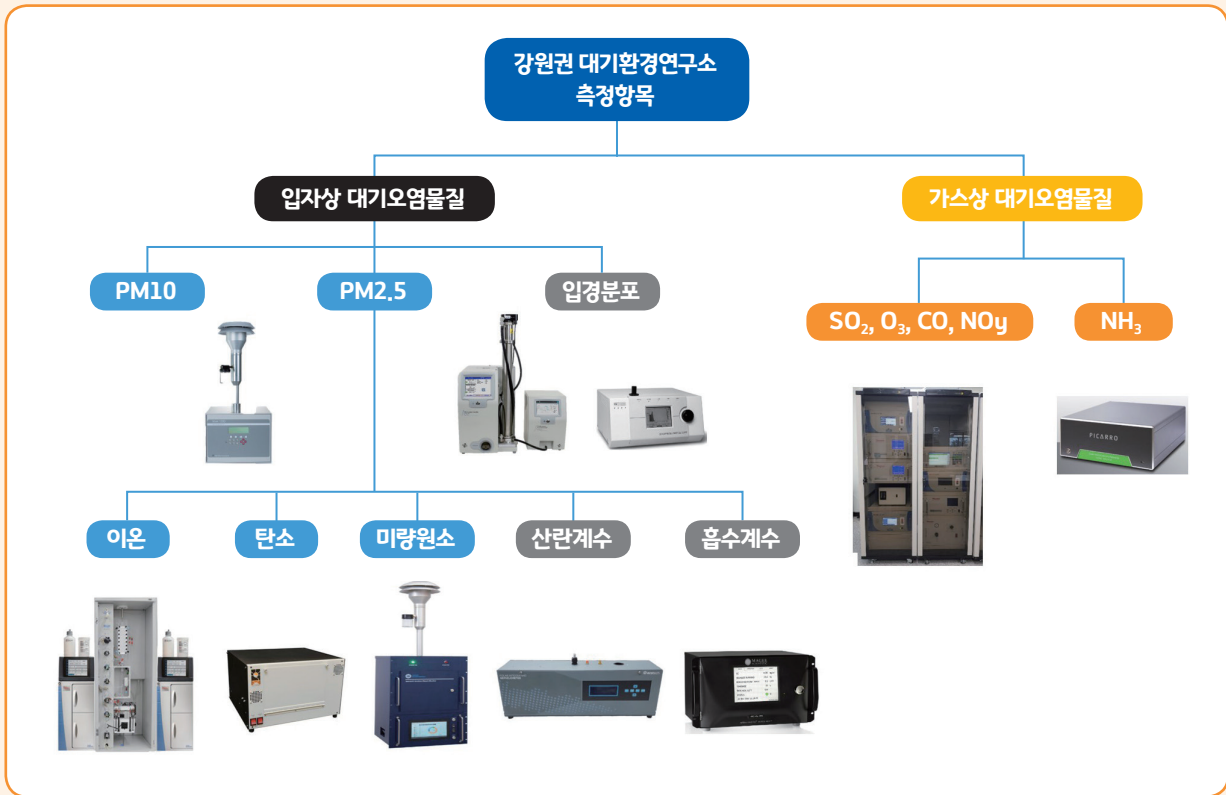 강원권 대기환경연구소
측정항목
입자상 대기오염물질
가스상 대기오염물질
PM10
PM2.5
입경분포
SO₂, O₃, CO, NOy
NH₃
PICARRO
이온
탄소
미량원소
산란계수
흡수계수